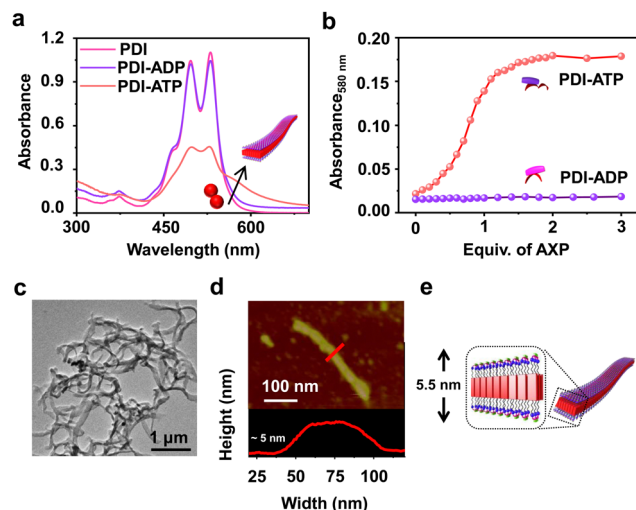 a
PDI
PDI-ADP
PDI-ATP
1.2
0.9
0.6
0.3
0.0
Absorbance
300
450
600
Wavelength (nm)
b
0.20
0.15
0.10
0.05
0.00
Absorbance580 nm
PDI-ATP
PDI-ADP
0
1
2
3
Equiv. of AXP
c
1 µm
d
100 nm
Height (nm)
~ 5 nm
25
50
75
100
Width (nm)
e
5.5 nm